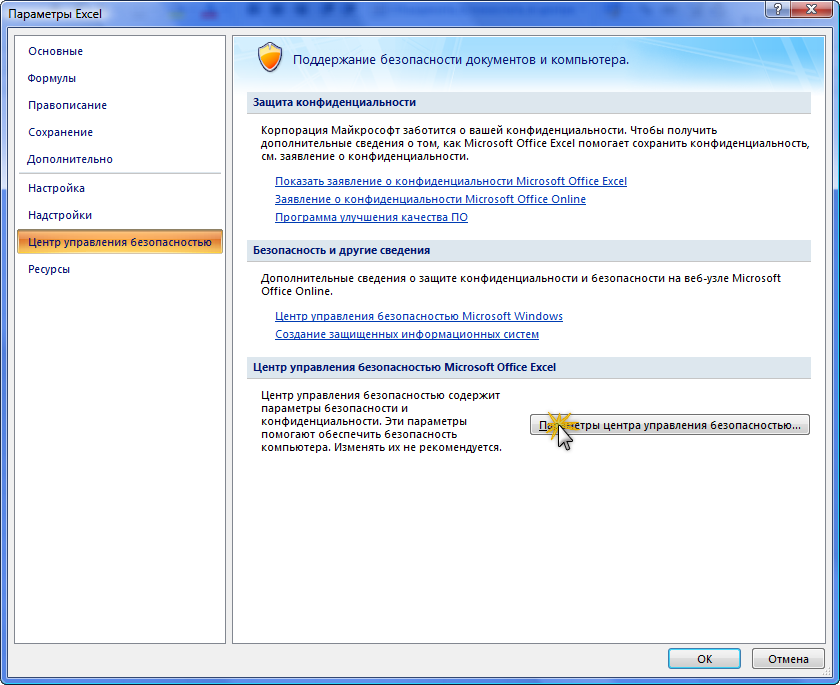 Параметры Excel
Основные
Формулы
Правописание
Сохранение
Дополнительно
Настройка
Надстройки
Центр управления безопасностью
Ресурсы
Поддержание безопасности документов и компьютера.
Защита конфиденциальности
Корпорация Майкрософт заботится о вашей конфиденциальности. Чтобы получить
дополнительные сведения о том, как Microsoft Office Excel помогает сохранить конфиденциальность,
см. заявление о конфиденциальности.
Показать заявление о конфиденциальности Microsoft Office Excel
Заявление о конфиденциальности Microsoft Office Online
Программа улучшения качества ПО
Безопасность и другие сведения
Дополнительные сведения о защите конфиденциальности и безопасности на веб-узле Microsoft
Office Online.
Центр управления безопасностью Microsoft Windows
Создание защищенных информационных систем
Центр управления безопасностью Microsoft Office Excel
Центр управления безопасностью содержит
параметры безопасности и
конфиденциальности. Эти параметры
помогают обеспечить безопасность
компьютера. Изменять их не рекомендуется.
Параметры центра управления безопасностью...
ОК
Отмена